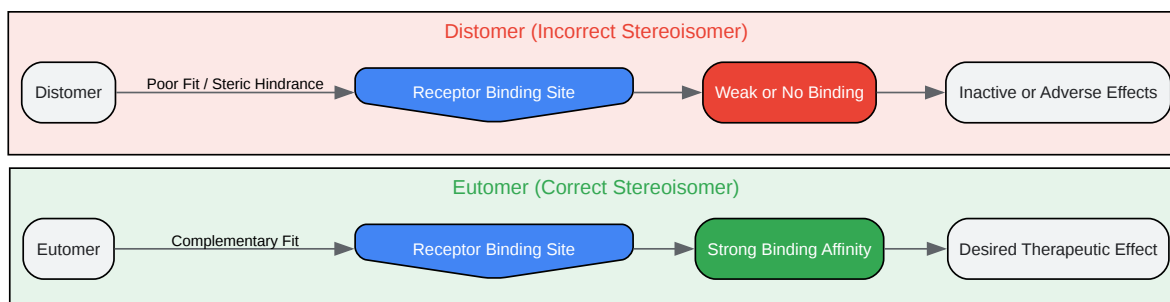 Distomer (Incorrect Stereoisomer)
Distomer
Poor Fit / Steric Hindrance
Receptor Binding Site
Weak or No Binding
Inactive or Adverse Effects
Eutomer (Correct Stereoisomer)
Eutomer
Complementary Fit
Receptor Binding Site
Strong Binding Affinity
Desired Therapeutic Effect